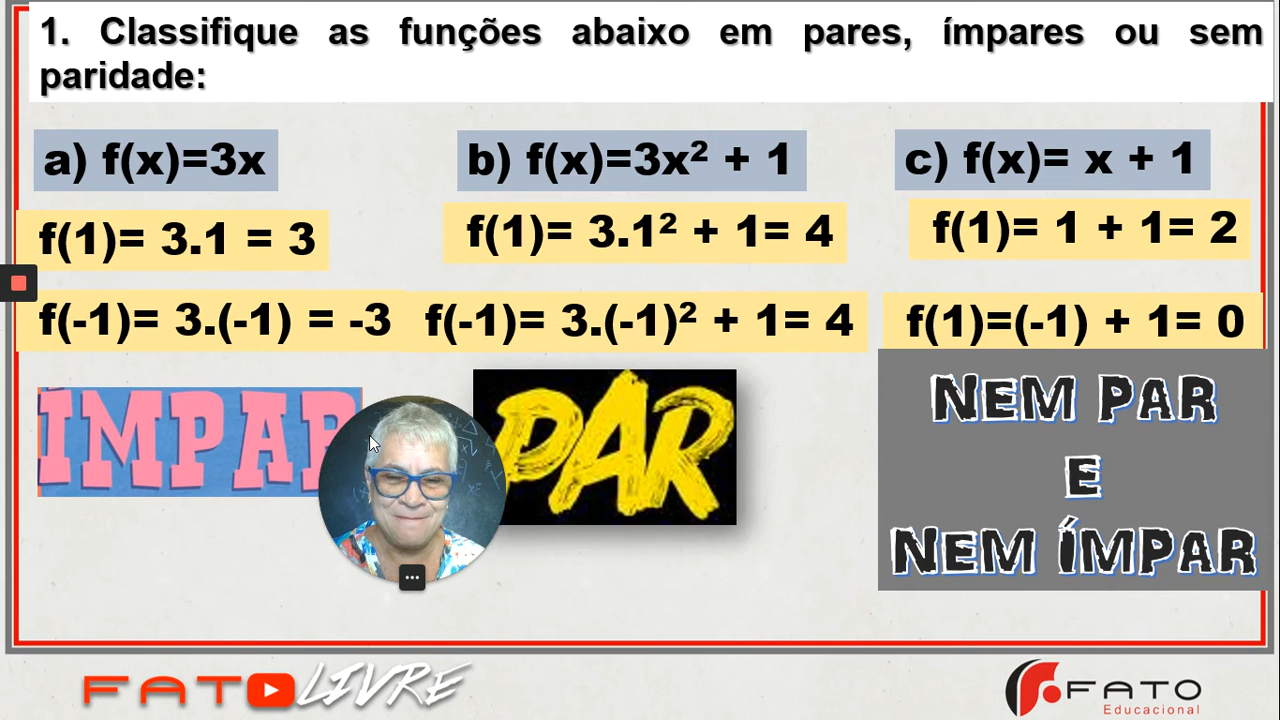 1. Classifique as funções abaixo em pares, ímpares ou sem
paridade:
a) f(x)=3x
b) f(x)=3x² + 1
c) f(x)= x + 1
f(1)= 3.1 = 3
f(1)= 3.1² + 1= 4
f(1)= 1 + 1= 2
f(-1)= 3.(-1) = -3
f(-1)= 3.(-1)² + 1= 4
f(1)=(-1) + 1= 0
ÍMPAR
PAR
NEM PAR
E
NEM ÍMPAR
FATO LIVRE
FATO
Educacional